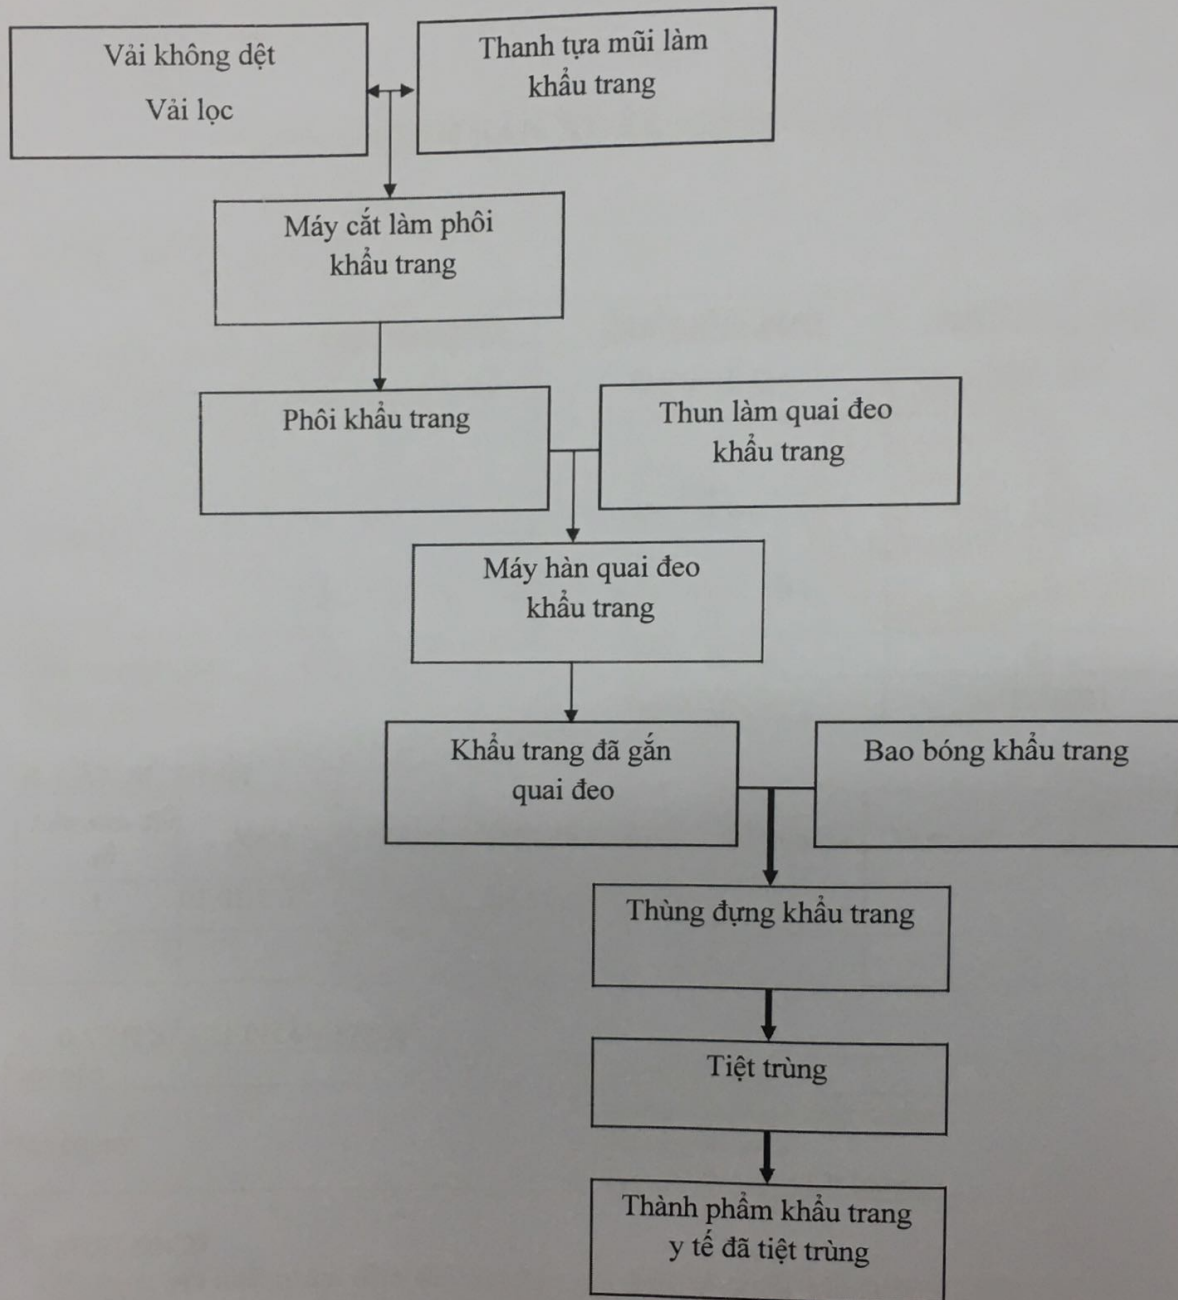 Vải không dệt
Vải lọc
Thanh tựa mũi làm
khẩu trang
Máy cắt làm phôi
khẩu trang
Phôi khẩu trang
Thun làm quai đeo
khẩu trang
Máy hàn quai đeo
khẩu trang
Khẩu trang đã gắn
quai đeo
Bao bóng khẩu trang
Thùng đựng khẩu trang
Tiệt trùng
Thành phẩm khẩu trang
y tế đã tiệt trùng